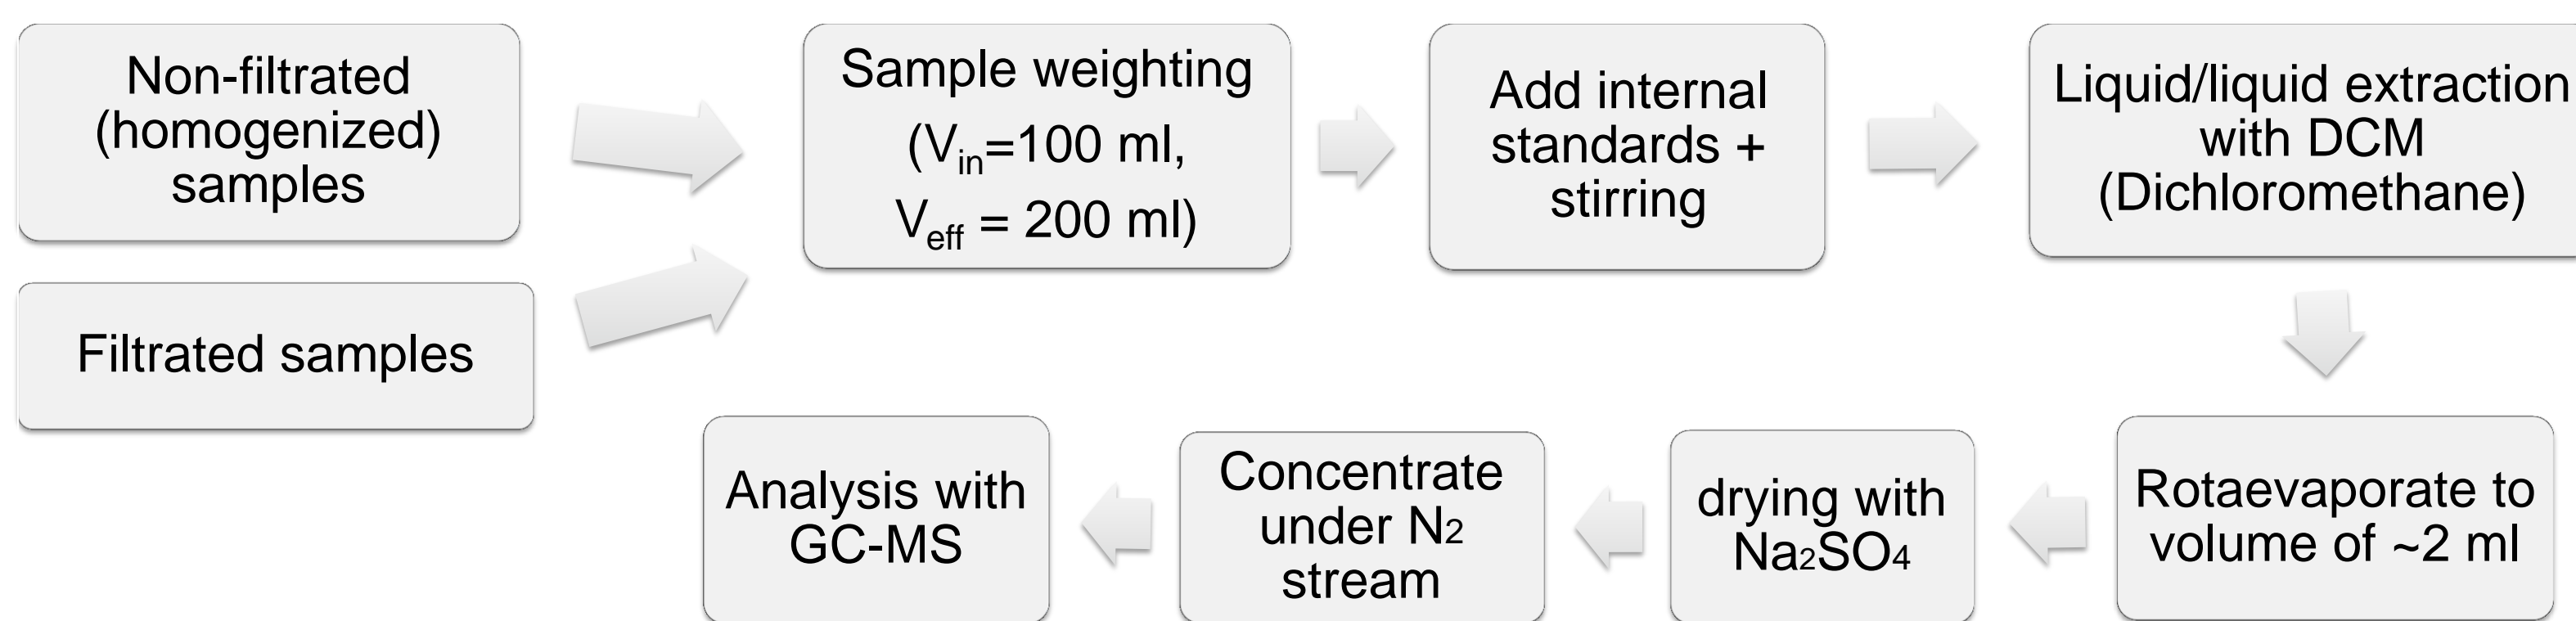 Non-filtrated
(homogenized)
samples
Filtrated samples
Sample weighting
(Vin=100 ml,
Veff = 200 ml)
Add internal
standards +
stirring
Liquid/liquid extraction
with DCM
(Dichloromethane)
Rotaevaporate to
volume of ~2 ml
drying with
Na2SO4
Concentrate
under N2
stream
Analysis with
GC-MS